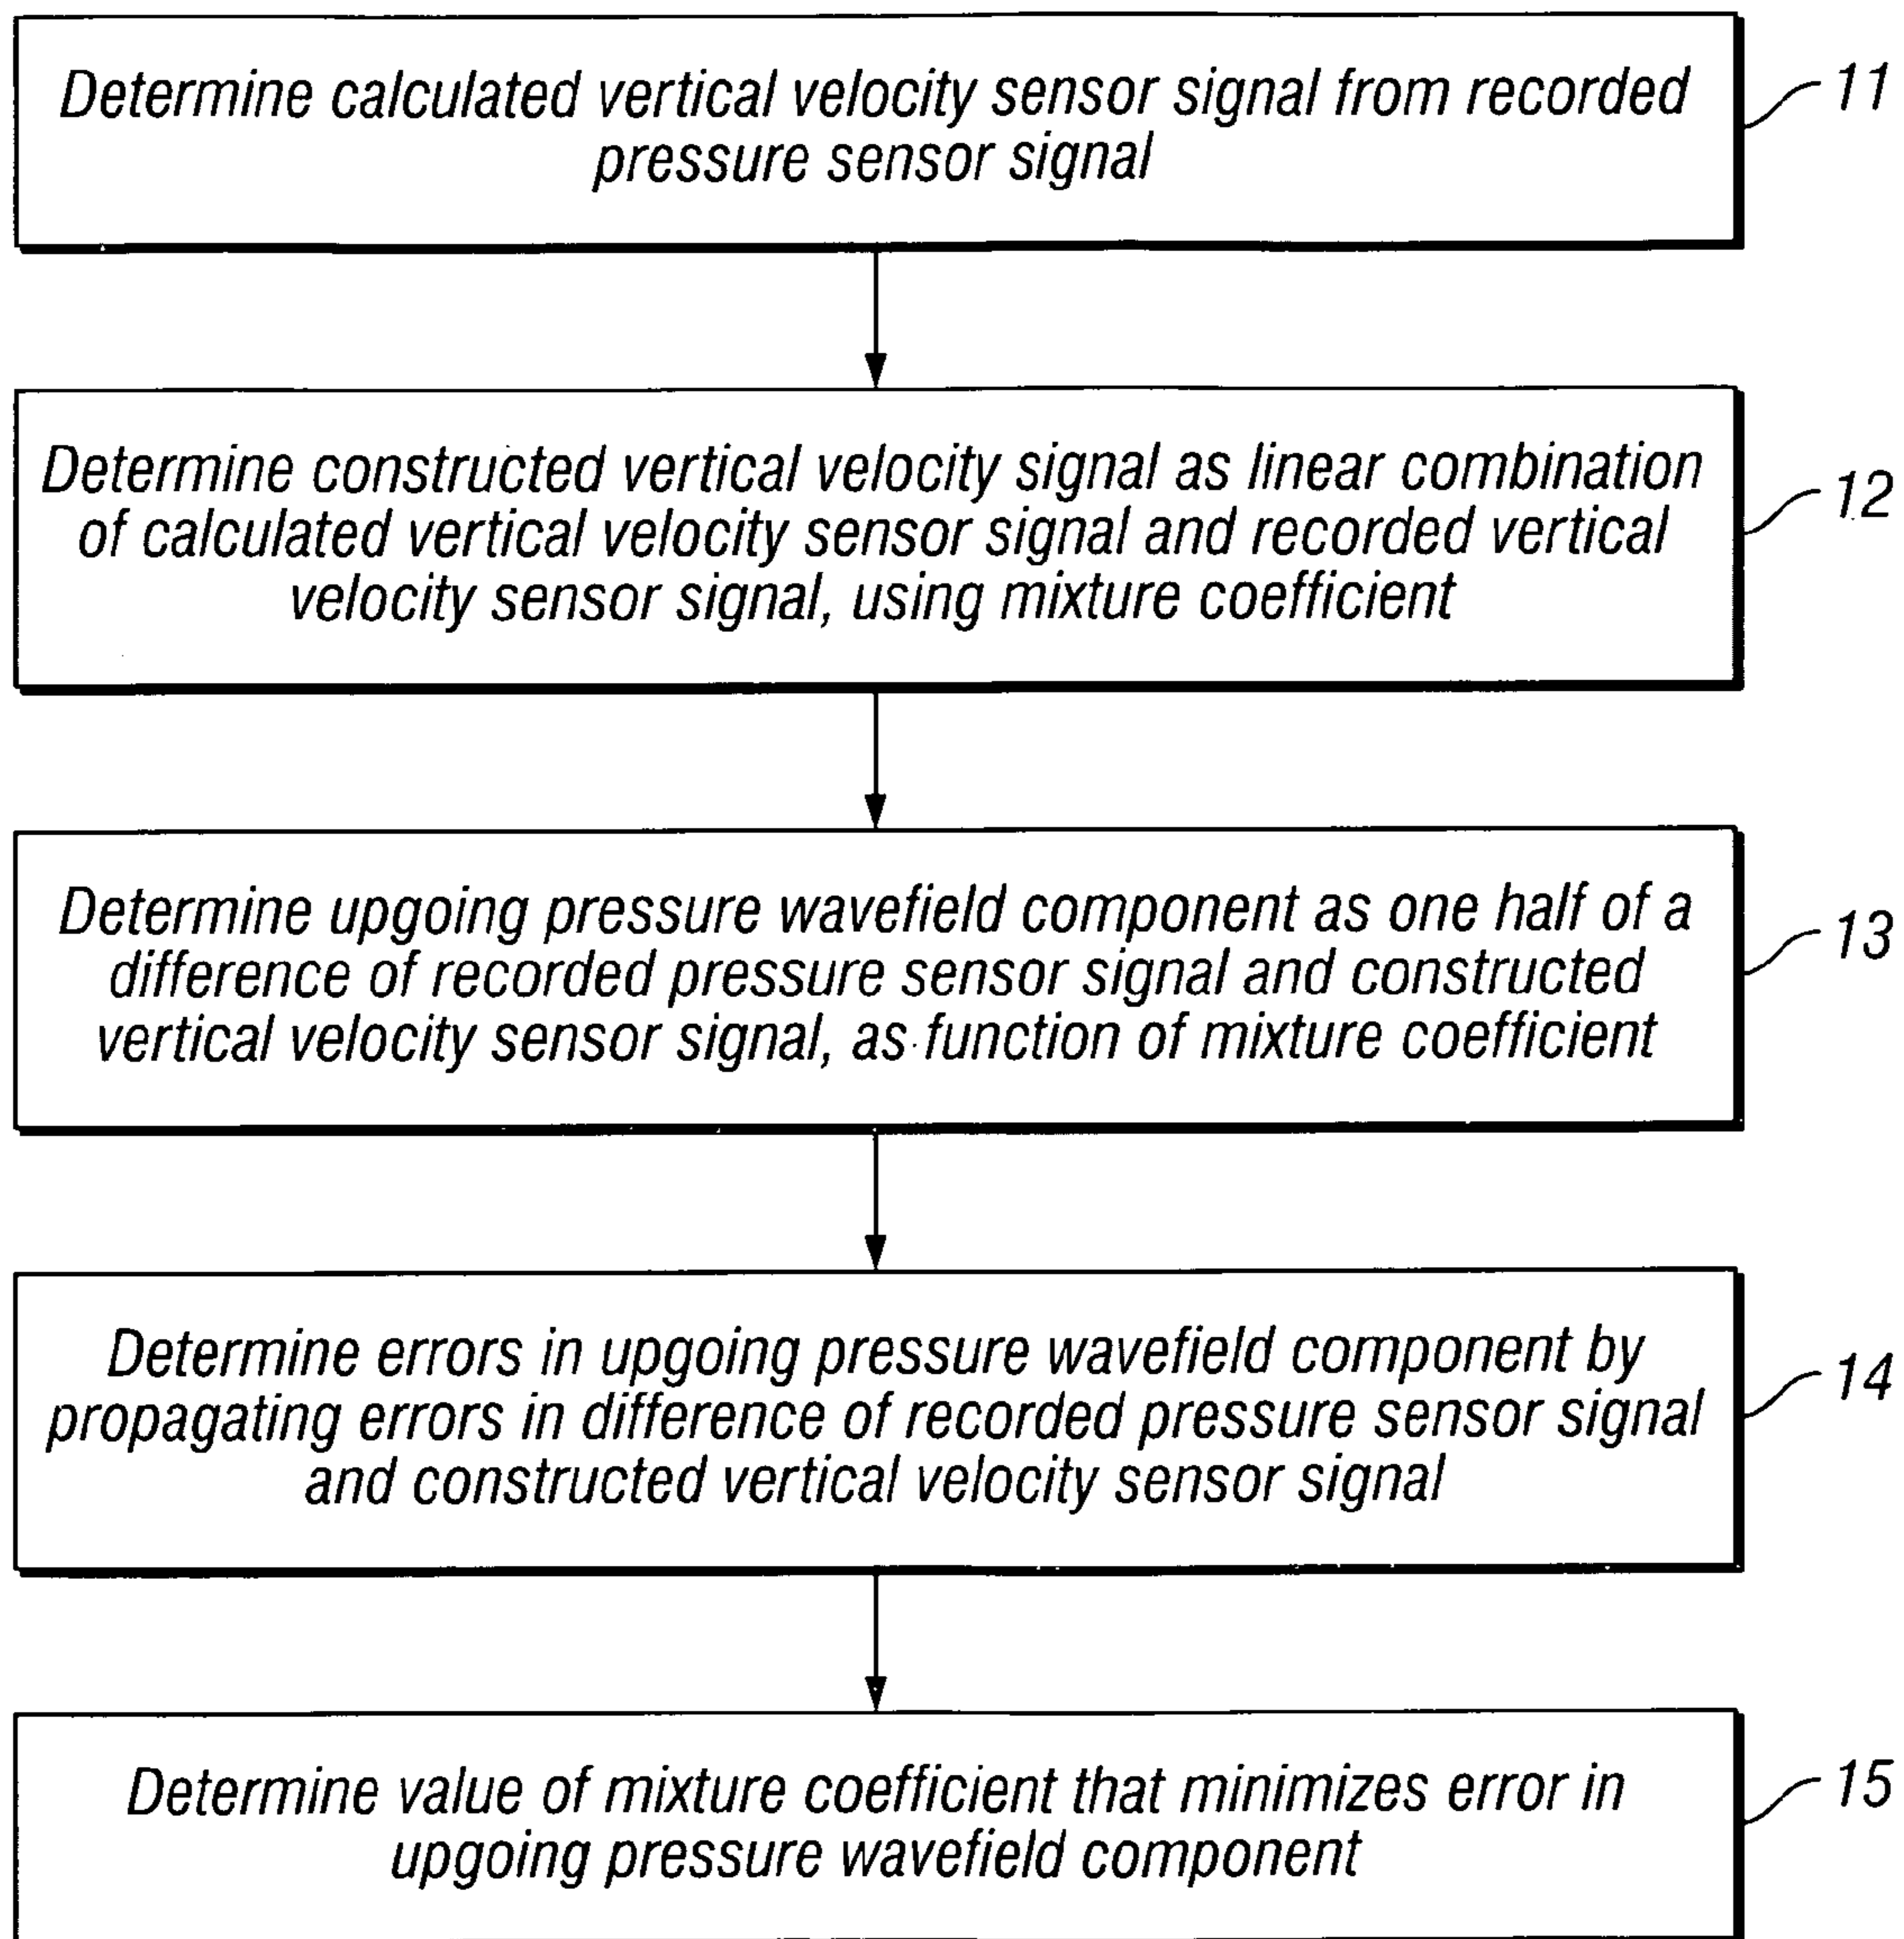 Determine calculated vertical velocity sensor signal from recorded
pressure sensor signal
11
Determine constructed vertical velocity signal as linear combination
of calculated vertical velocity sensor signal and recorded vertical
velocity sensor signal, using mixture coefficient
12
Determine upgoing pressure wavefield component as one half of a
difference of recorded pressure sensor signal and constructed
vertical velocity sensor signal, as function of mixture coefficient
13
Determine errors in upgoing pressure wavefield component by
propagating errors in difference of recorded pressure sensor signal
and constructed vertical velocity sensor signal
14
Determine value of mixture coefficient that minimizes error in
upgoing pressure wavefield component
15